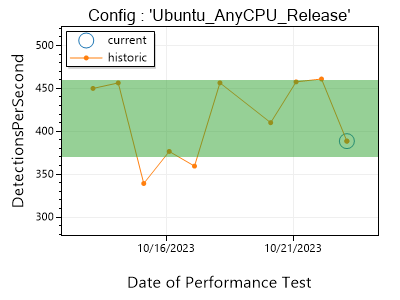 Config : 'Ubuntu_AnyCPU_Release'
current
historic
500
450
400
350
300
DetectionsPerSecond
10/16/2023
10/21/2023
Date of Performance Test